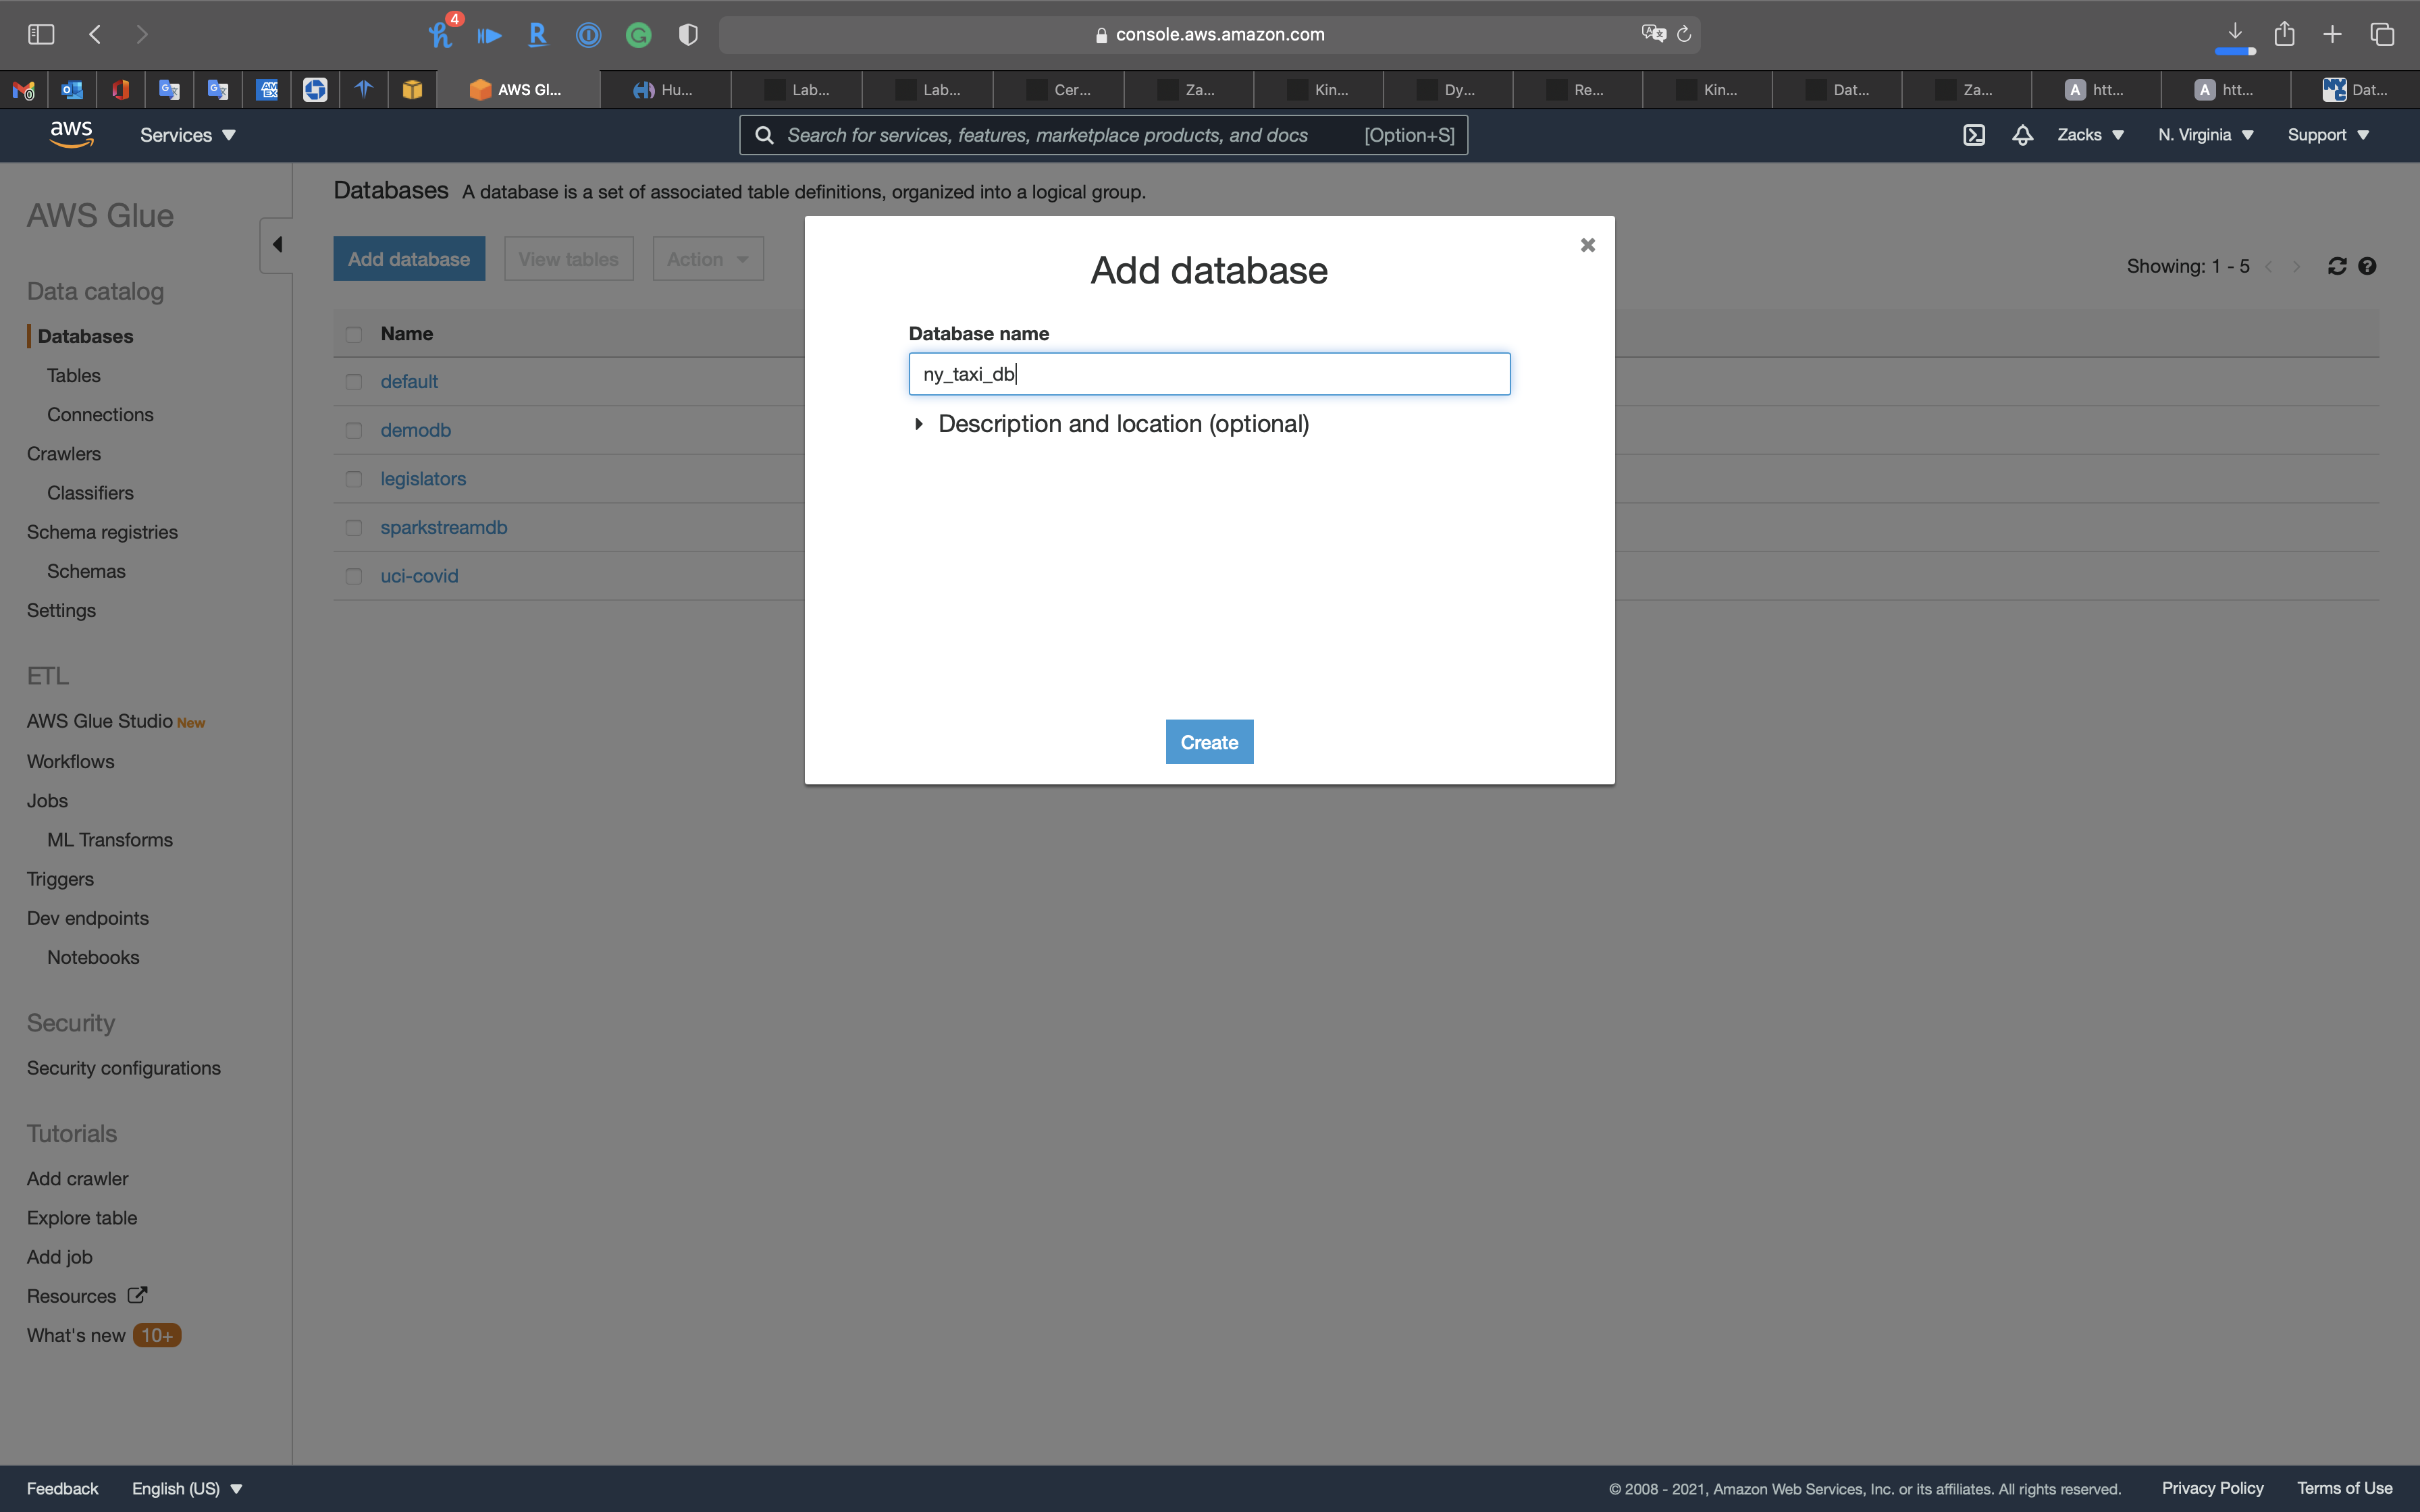 4
console.aws.amazon.com
AWS Gl...
Hu...
Lab...
Lab...
Cer...
Za...
Kin...
Dy...
Re...
Kin...
Dat...
Za...
A htt...
A htt...
Dat...
aws
Services
Search for services, features, marketplace products, and docs [Option+S]
Zacks
N. Virginia
Support
AWS Glue
Data catalog
Databases
Tables
Connections
Crawlers
Classifiers
Schema registries
Schemas
Settings
ETL
AWS Glue Studio New
Workflows
Jobs
ML Transforms
Triggers
Dev endpoints
Notebooks
Security
Security configurations
Tutorials
Add crawler
Explore table
Add job
Resources
What's new 10+
Databases A database is a set of associated table definitions, organized into a logical group.
Add database
View tables
Action
Showing: 1 - 5
Name
default
demodb
legislators
sparkstreamdb
uci-covid
Add database
Database name
ny_taxi_db
Description and location (optional)
Create
Feedback
English (US)
© 2008 - 2021, Amazon Web Services, Inc. or its affiliates. All rights reserved.
Privacy Policy
Terms of Use